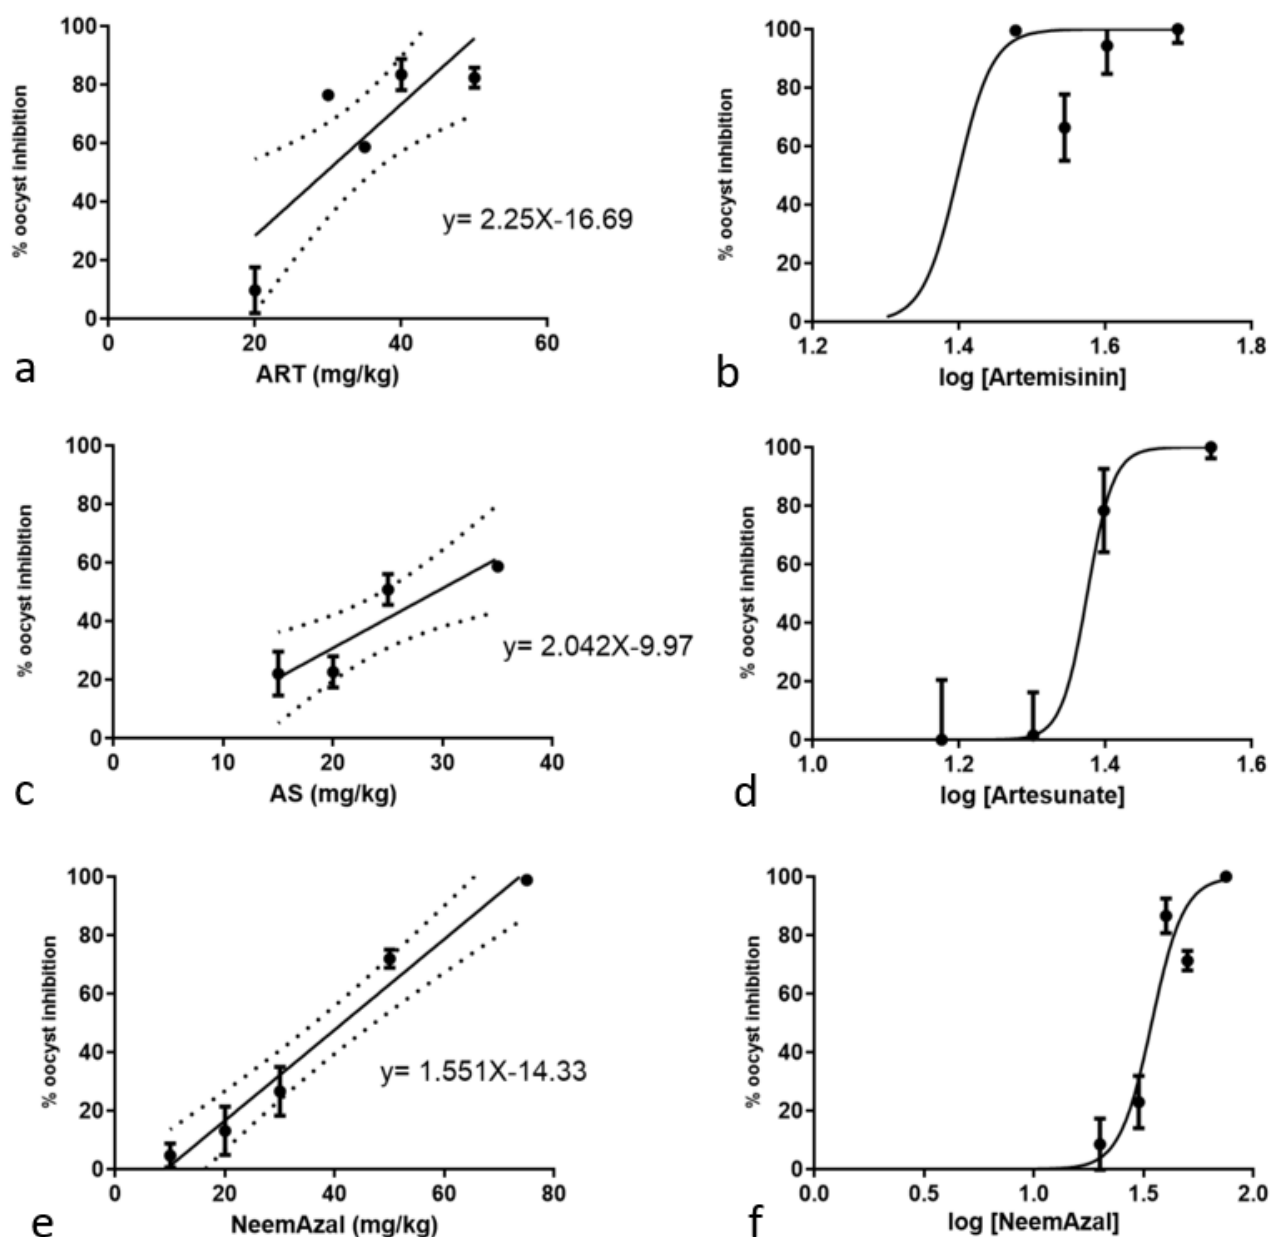 100
80
60
40
20
0
% oocyst inhibition
0 20 40 60
ART (mg/kg)
y= 2.25X-16.69
a
100
80
60
40
20
0
% oocyst inhibition
1.2 1.4 1.6 1.8
log [Artemisinin]
b
100
80
60
40
20
0
% oocyst inhibition
0 10 20 30 40
AS (mg/kg)
y= 2.042X-9.97
c
100
80
60
40
20
0
% oocyst inhibition
1.0 1.2 1.4 1.6
log [Artesunate]
d
100
80
60
40
20
0
% oocyst inhibition
0 20 40 60 80
NeemAzal (mg/kg)
y= 1.551X-14.33
e
100
80
60
40
20
0
% oocyst inhibition
0.0 0.5 1.0 1.5 2.0
log [NeemAzal]
f